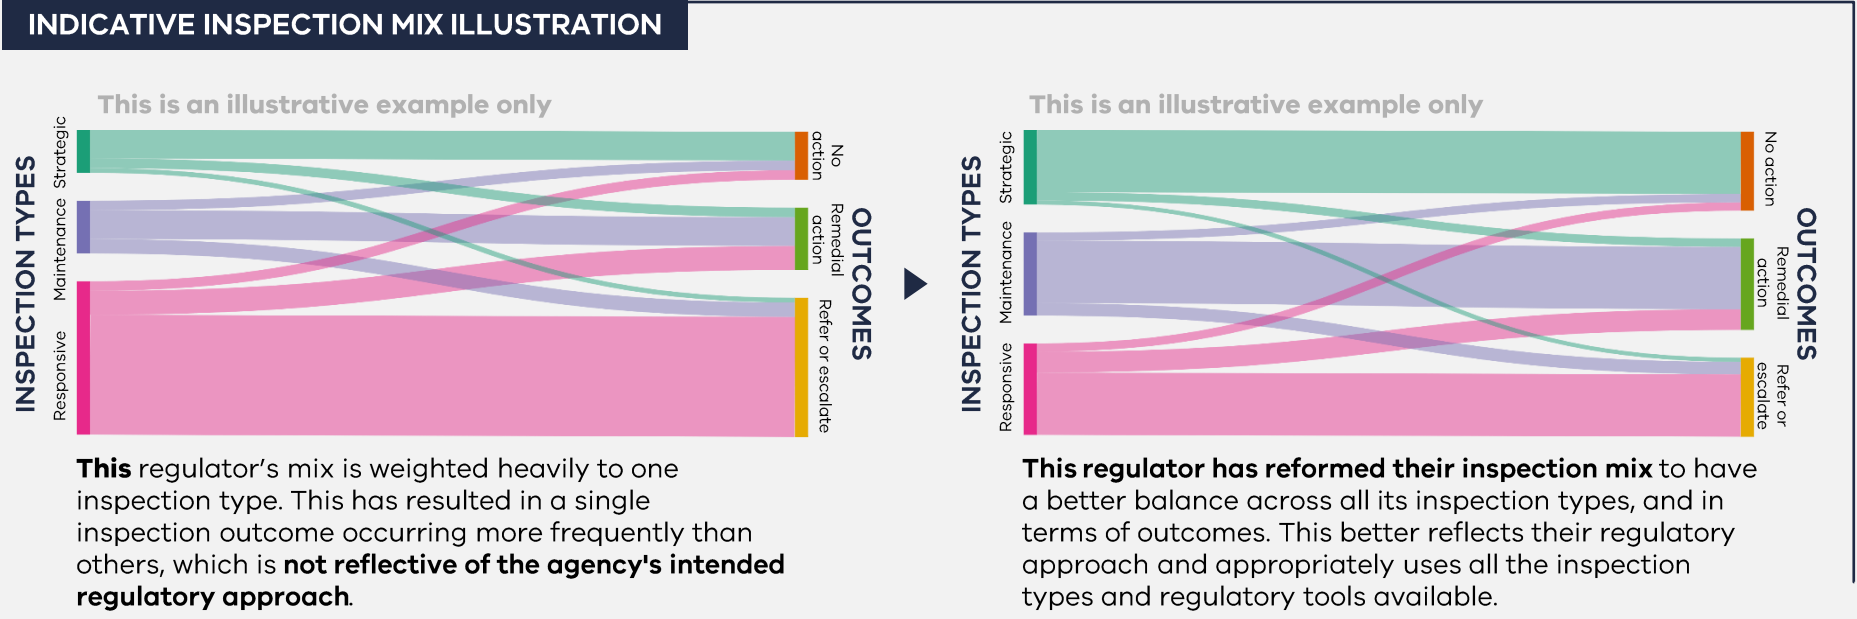 INDICATIVE INSPECTION MIX ILLUSTRATION
This is an illustrative example only
INSPECTION TYPES
Strategic
Maintenance
Responsive
No
action
Remedial
action
Refer or escalate
OUTCOMES
This regulator's mix is weighted heavily to one
inspection type. This has resulted in a single
inspection outcome occurring more frequently than
others, which is not reflective of the agency's intended
regulatory approach.
This is an illustrative example only
INSPECTION TYPES
Strategic
Maintenance
Responsive
No action
Remedial
action
Refer or
escalate
OUTCOMES
This regulator has reformed their inspection mix to have
a better balance across all its inspection types, and in
terms of outcomes. This better reflects their regulatory
approach and appropriately uses all the inspection
types and regulatory tools available.